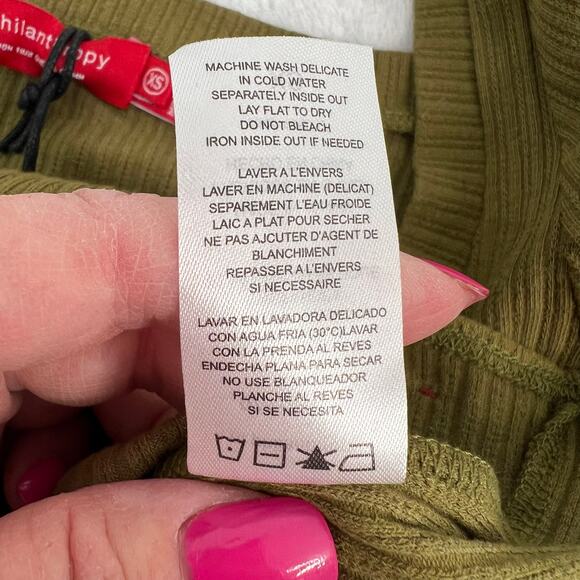 philanthropy
XS
MACHINE WASH DELICATE
IN COLD WATER
SEPARATELY INSIDE OUT
LAY FLAT TO DRY
DO NOT BLEACH
IRON INSIDE OUT IF NEEDED
LAVER A L'ENVERS
LAVER EN MACHINE (DELICAT)
SEPAREMENT L'EAU FROIDE
LAIC A PLAT POUR SECHER
NE PAS AJCUTER D'AGENT DE
BLANCHIMENT
REPASSER A L'ENVERS
SI NECESSAIRE
LAVAR EN LAVADORA DELICADO
CON AGUA FRIA (30°C)LAVAR
CON LA PRENDA AL REVES
ENDECHA PLANA PARA SECAR
NO USE BLANQUEADOR
PLANCHE AL REVES
SI SE NECESITA